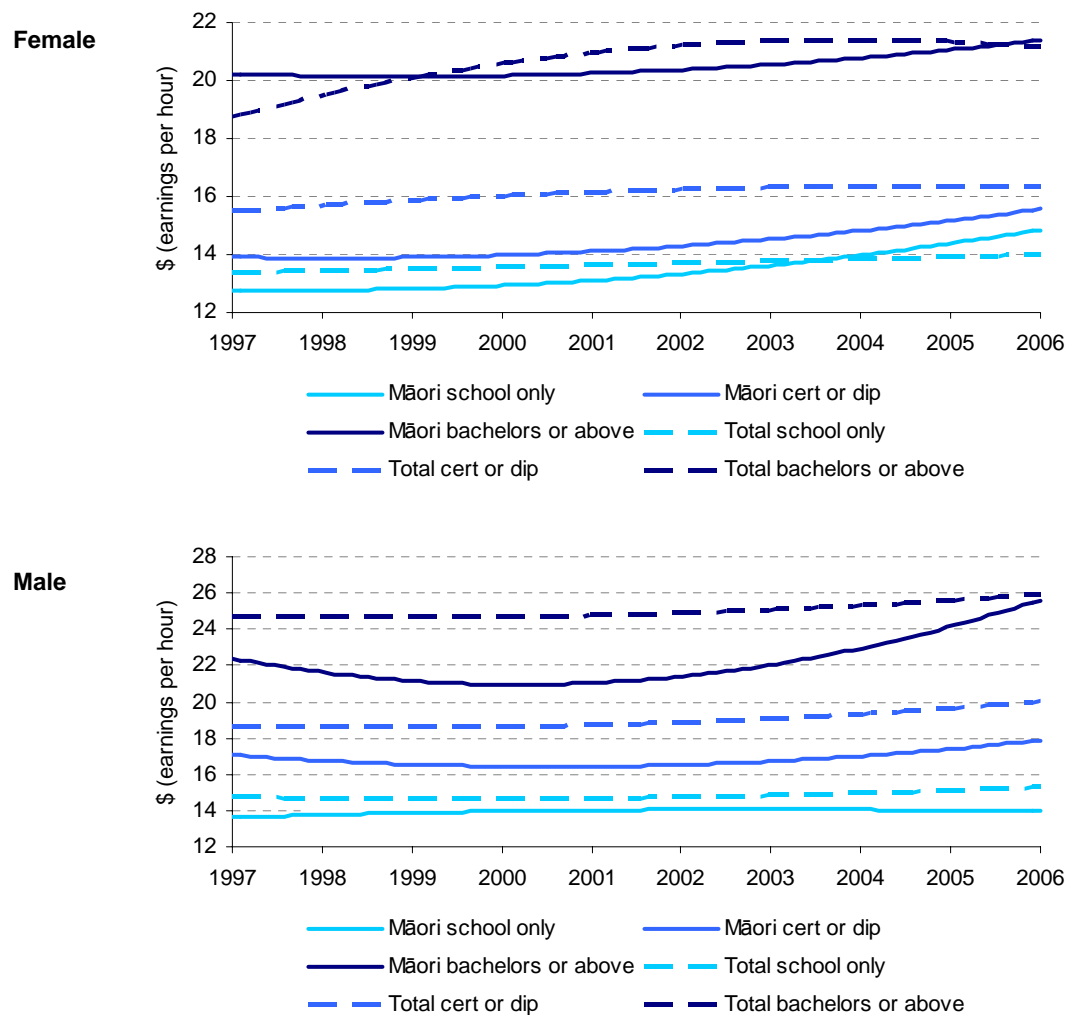 Female
$ (earnings per hour)
22
20
18
16
14
12
1997 1998 1999 2000 2001 2002 2003 2004 2005 2006
Māori school only Māori cert or dip
Māori bachelors or above Total school only
Total cert or dip Total bachelors or above
Male
$ (earnings per hour)
28
26
24
22
20
18
16
14
12
1997 1998 1999 2000 2001 2002 2003 2004 2005 2006
Māori school only Māori cert or dip
Māori bachelors or above Total school only
Total cert or dip Total bachelors or above